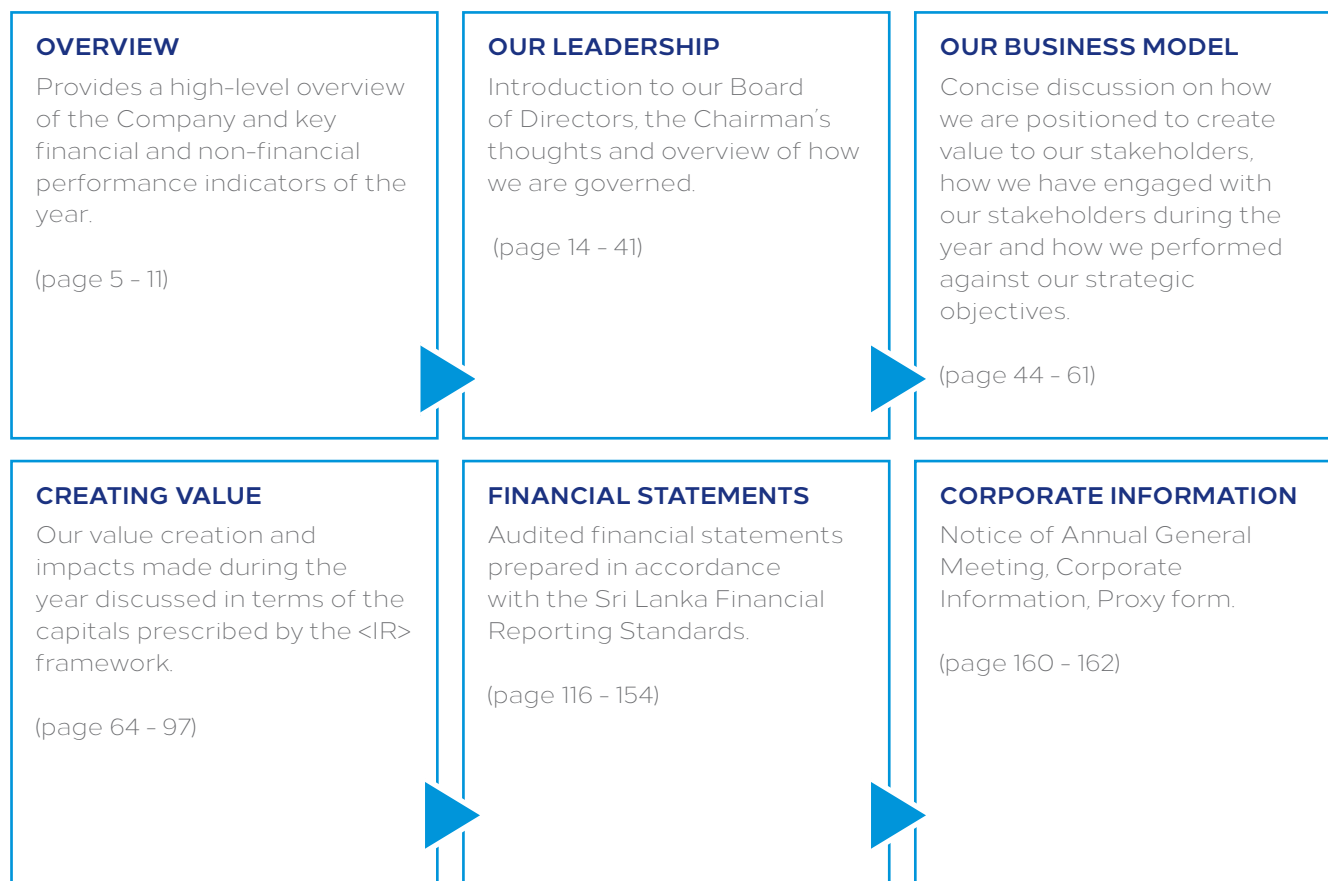 OVERVIEW
Provides a high-level overview
of the Company and key
financial and non-financial
performance indicators of the
year.
(page 5 - 11)
OUR LEADERSHIP
Introduction to our Board
of Directors, the Chairman´s
thoughts and overview of how
we are governed.
(page 14 - 41)
OUR BUSINESS MODEL
Concise discussion on how
we are positioned to create
value to our stakeholders,
how we have engaged with
our stakeholders during the
year and how we performed
against our strategic
objectives.
(page 44 - 61)
CREATING VALUE
Our value creation and
impacts made during the
year discussed in terms of the
capitals prescribed by the <IR>
framework.
(page 64 - 97)
FINANCIAL STATEMENTS
Audited financial statements
prepared in accordance
with the Sri Lanka Financial
Reporting Standards.
(page 116 - 154)
CORPORATE INFORMATION
Notice of Annual General
Meeting, Corporate
Information, Proxy form.
(page 160 - 162)